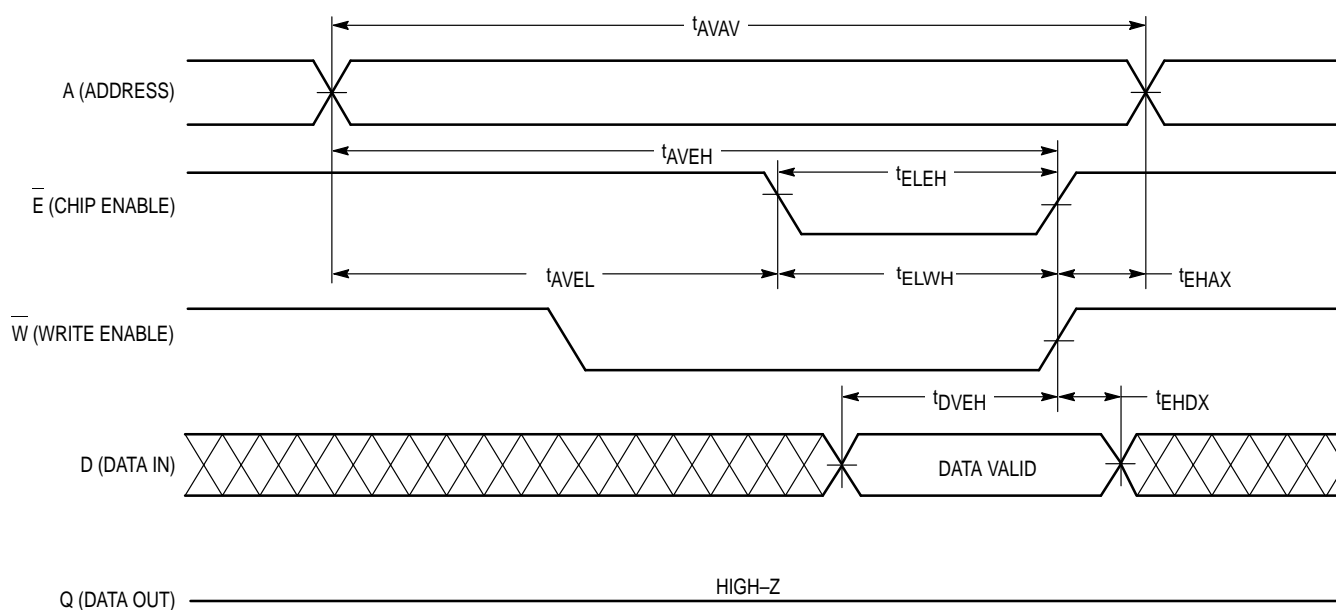 tAVAV
A (ADDRESS)
tAVEH
tELEH
E (CHIP ENABLE)
tAVEL
tELWH
tEHAX
W (WRITE ENABLE)
tDVEH
tEHDX
D (DATA IN)
DATA VALID
HIGH–Z
Q (DATA OUT)